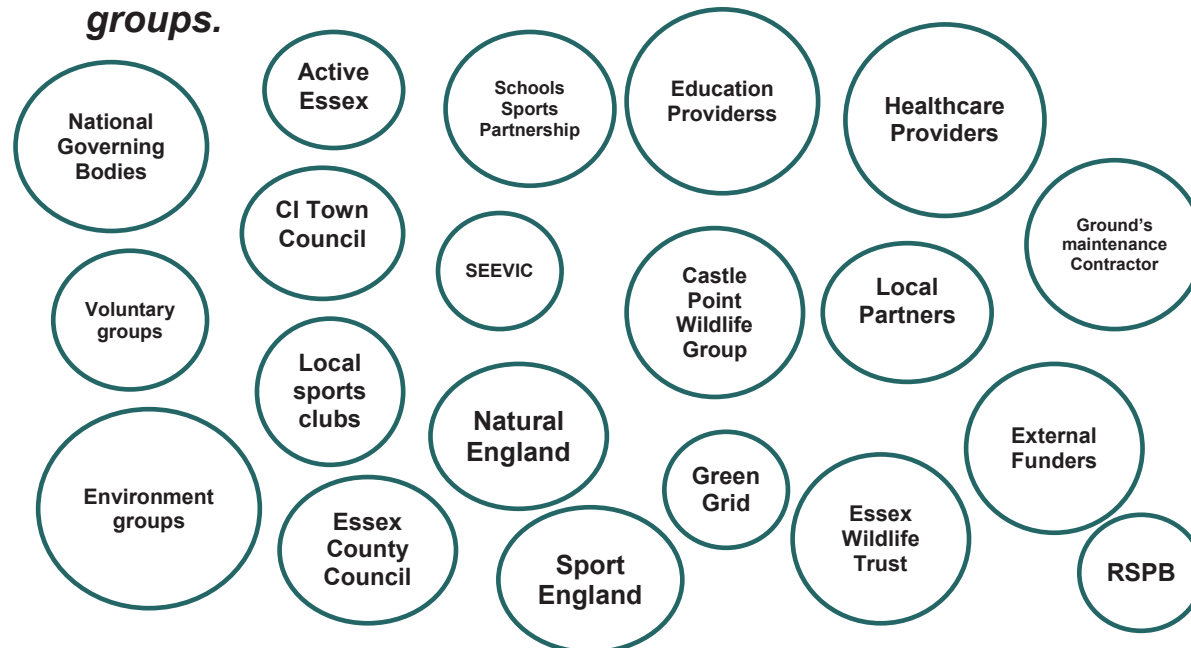 groups.
National
Governing
Bodies
Active
Essex
Schools
Sports
Partnership
Education
Providerss
Healthcare
Providers
CI Town
Council
SEEVIC
Ground's
maintenance
Contractor
Voluntary
groups
Castle
Point
Wildlife
Group
Local
Partners
Local
sports
clubs
Natural
England
External
Funders
Environment
groups
Green
Grid
Essex
County
Council
Sport
England
Essex
Wildlife
Trust
RSPB